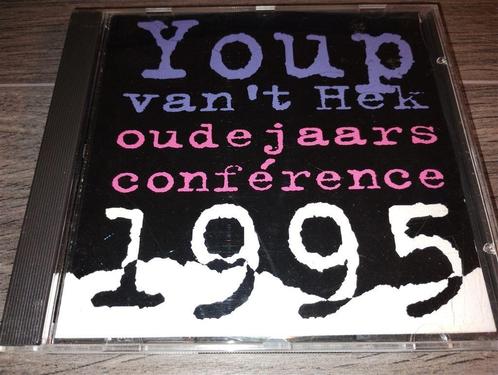 Youp
van't Hek
oudejaars
conférence
1995